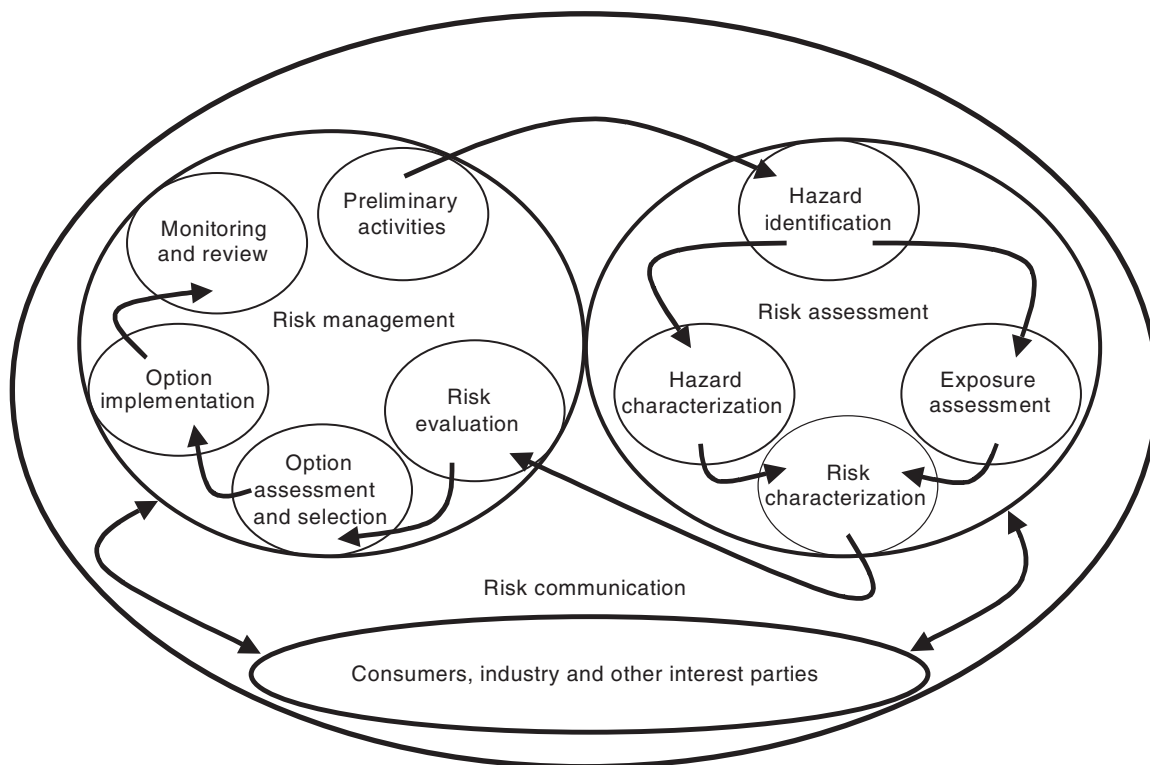 Preliminary
activities
Monitoring
and review
Risk management
Option
implementation
Risk
evaluation
Option
assessment
and selection
Hazard
identification
Risk assessment
Hazard
characterization
Exposure
assessment
Risk
characterization
Risk communication
Consumers, industry and other interest parties